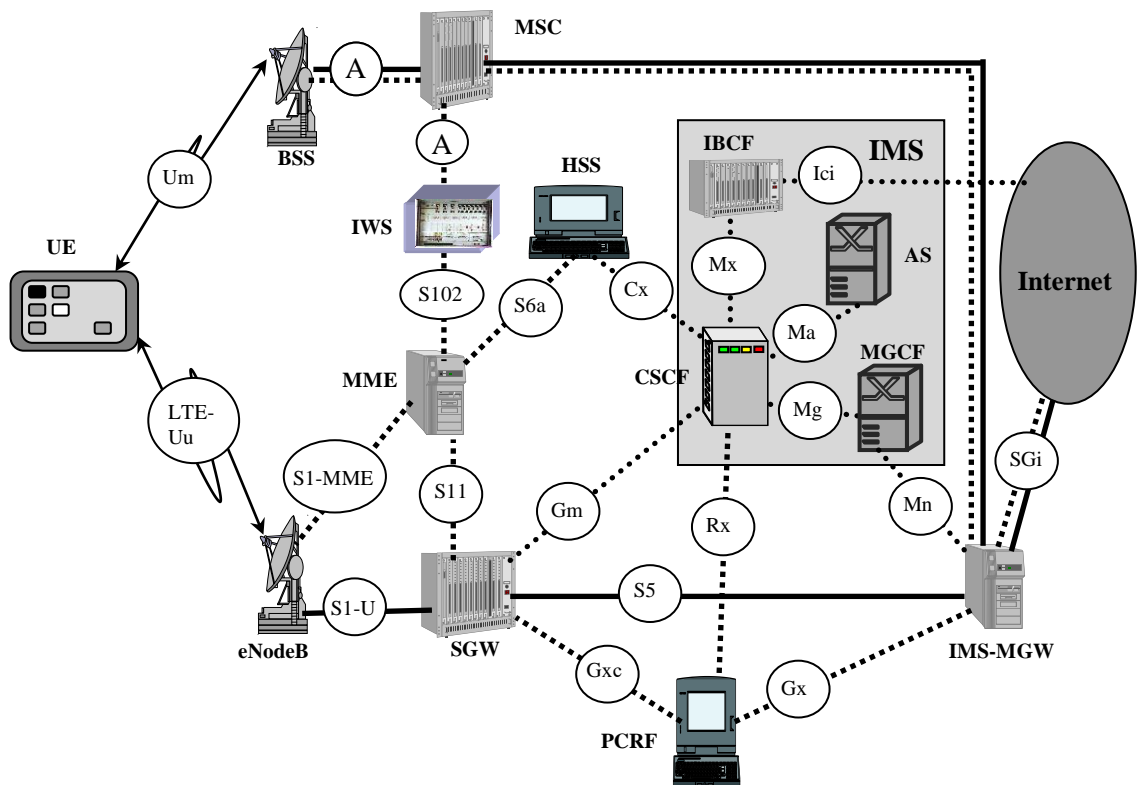 MSC
A
BSS
IBCF
IMS
A
HSS
Ici
Um
IWS
AS
UE
Mx
Internet
S102
S6a
Cx
Ma
MGCF
MME
CSCF
LTE-
Uu
Mg
SGi
S1-MME
S11
Gm
Rx
Mn
S1-U
S5
eNodeB
SGW
IMS-MGW
Gxc
Gx
PCRF